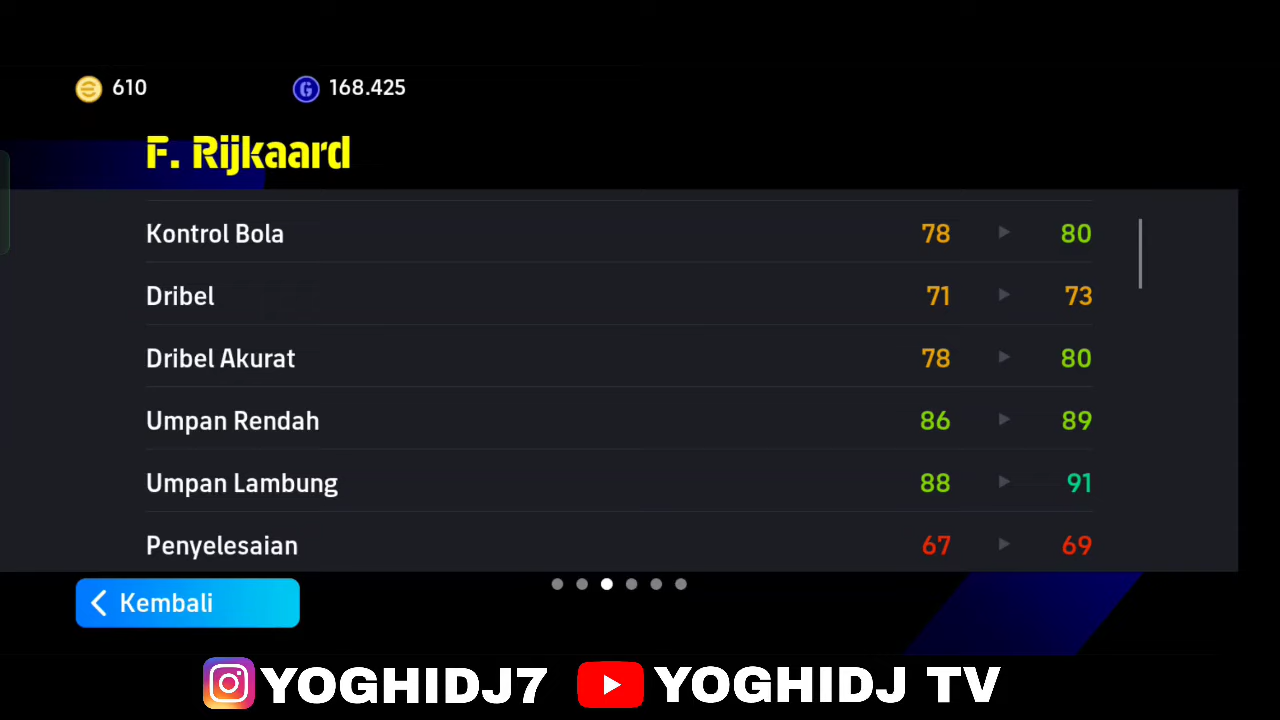 610 168.425
F. Rijkaard
Kontrol Bola 78 80
Dribel 71 73
Dribel Akurat 78 80
Umpan Rendah 86 89
Umpan Lambung 88 91
Penyelesaian 67 69
Kembali
YOGHIDJ7 YOGHIDJ TV